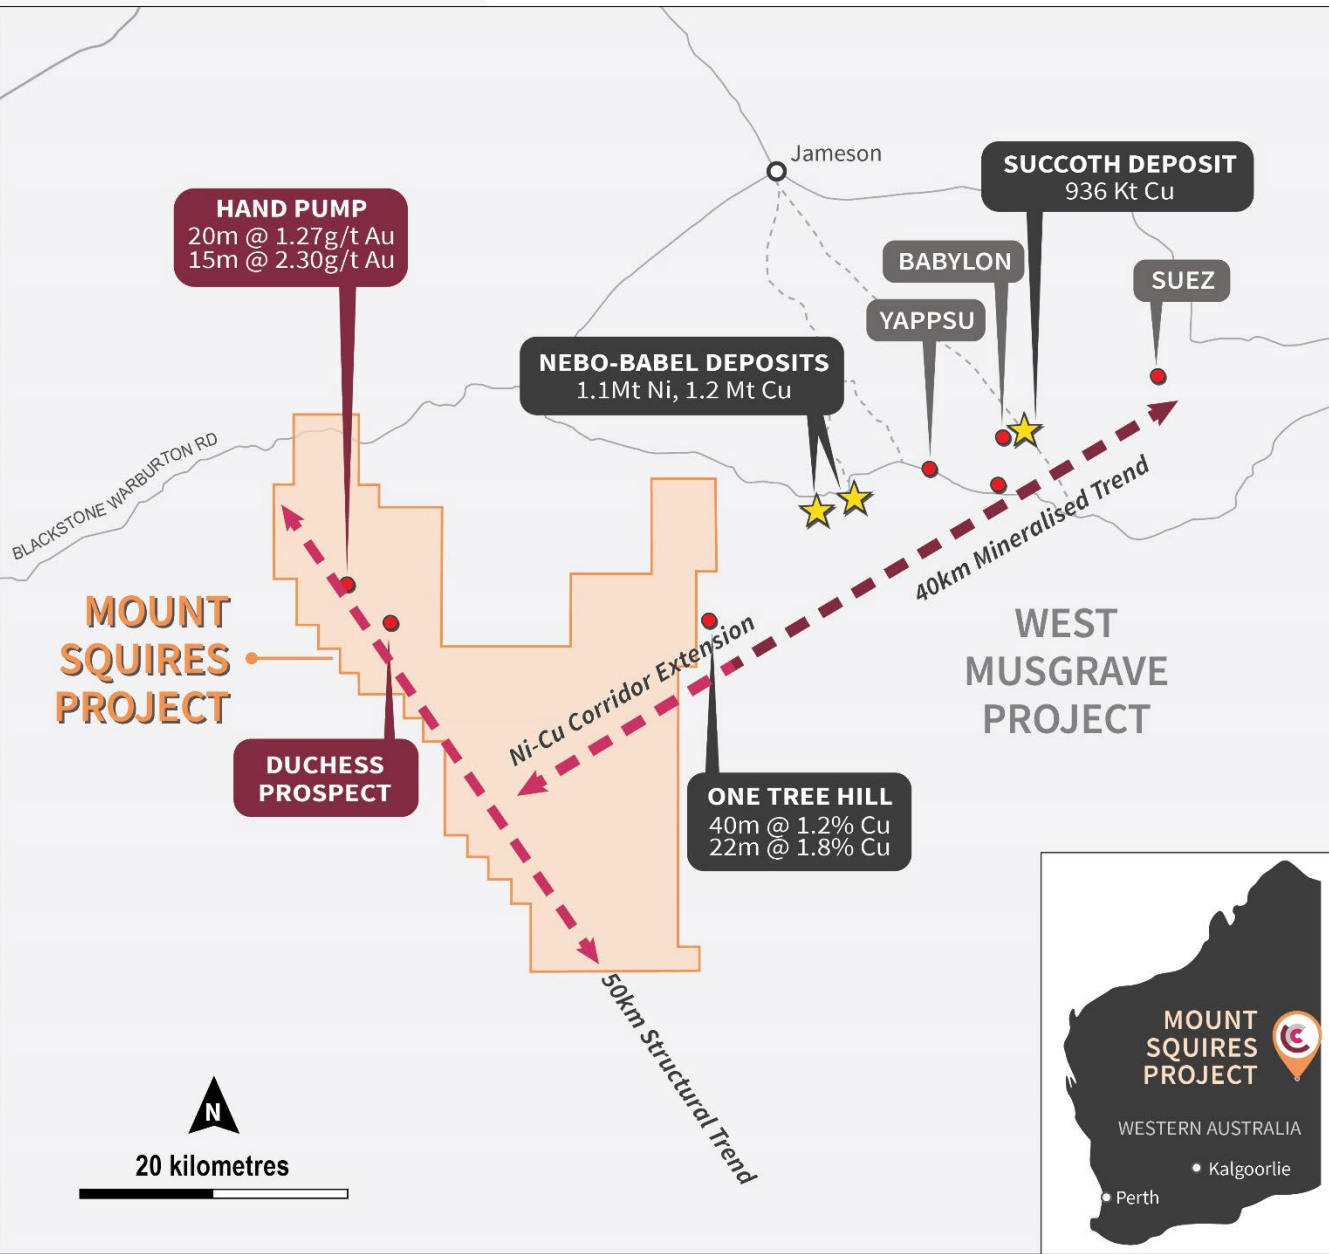 Jameson
SUCCOTH DEPOSIT
936 Kt Cu
HAND PUMP
20m @ 1.27g/t Au
15m @ 2.30g/t Au
BABYLON
SUEZ
YAPPSU
NEBO-BABEL DEPOSITS
1.1Mt Ni, 1.2 Mt Cu
BLACKSTONE WARBURTON RD
40km Mineralised Trend
MOUNT
SQUIRES
PROJECT
WEST
MUSGRAVE
PROJECT
Ni-Cu Corridor Extension
DUCHESS
PROSPECT
ONE TREE HILL
40m @ 1.2% Cu
22m @ 1.8% Cu
50km Structural Trend
N
20 kilometres
MOUNT
SQUIRES
PROJECT
WESTERN AUSTRALIA
Kalgoorlie
Perth